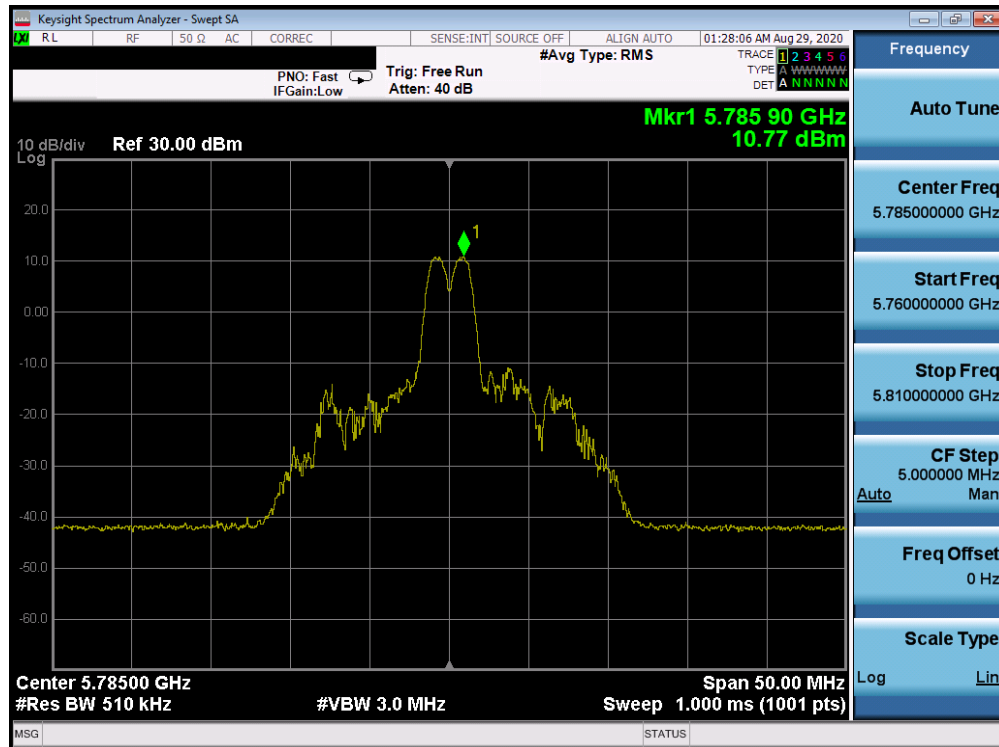 Keysight Spectrum Analyzer - Swept SA
LXI RL RF 50 Ω AC CORREC SENSE:INT SOURCE OFF ALIGN AUTO 01:28:06 AM Aug 29, 2020
#Avg Type: RMS TRACE 1 2 3 4 5 6
PNO: Fast Trig: Free Run TYPE A WWWWW
IFGain:Low Atten: 40 dB DET A N N N N N
Mkr1 5.785 90 GHz
10 dB/div Ref 30.00 dBm 10.77 dBm
Log
1
20.0
10.0
0.00
-10.0
-20.0
-30.0
-40.0
-50.0
-60.0
Center 5.78500 GHz Span 50.00 MHz
#Res BW 510 kHz #VBW 3.0 MHz Sweep 1.000 ms (1001 pts)
MSG STATUS
Frequency
Auto Tune
Center Freq
5.785000000 GHz
Start Freq
5.760000000 GHz
Stop Freq
5.810000000 GHz
CF Step
5.000000 MHz
Auto Man
Freq Offset
0 Hz
Scale Type
Log Lin